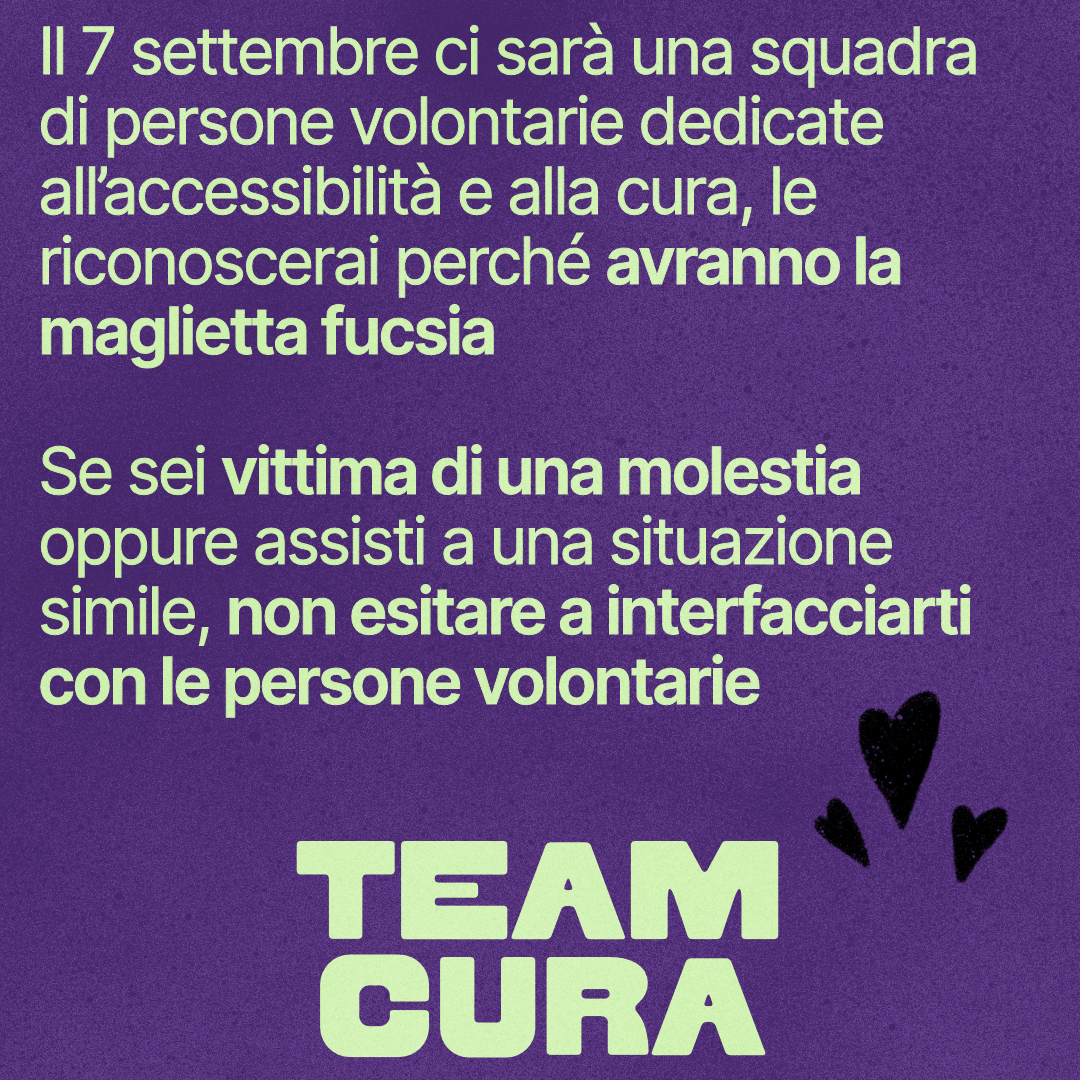 Il 7 settembre ci sarà una squadra
di persone volontarie dedicate
all’accessibilità e alla cura, le
riconoscerai perché avranno la
maglietta fucsia
Se sei vittima di una molestia
oppure assisti a una situazione
simile, non esitare a interfacciarti
con le persone volontarie
TEAM
CURA